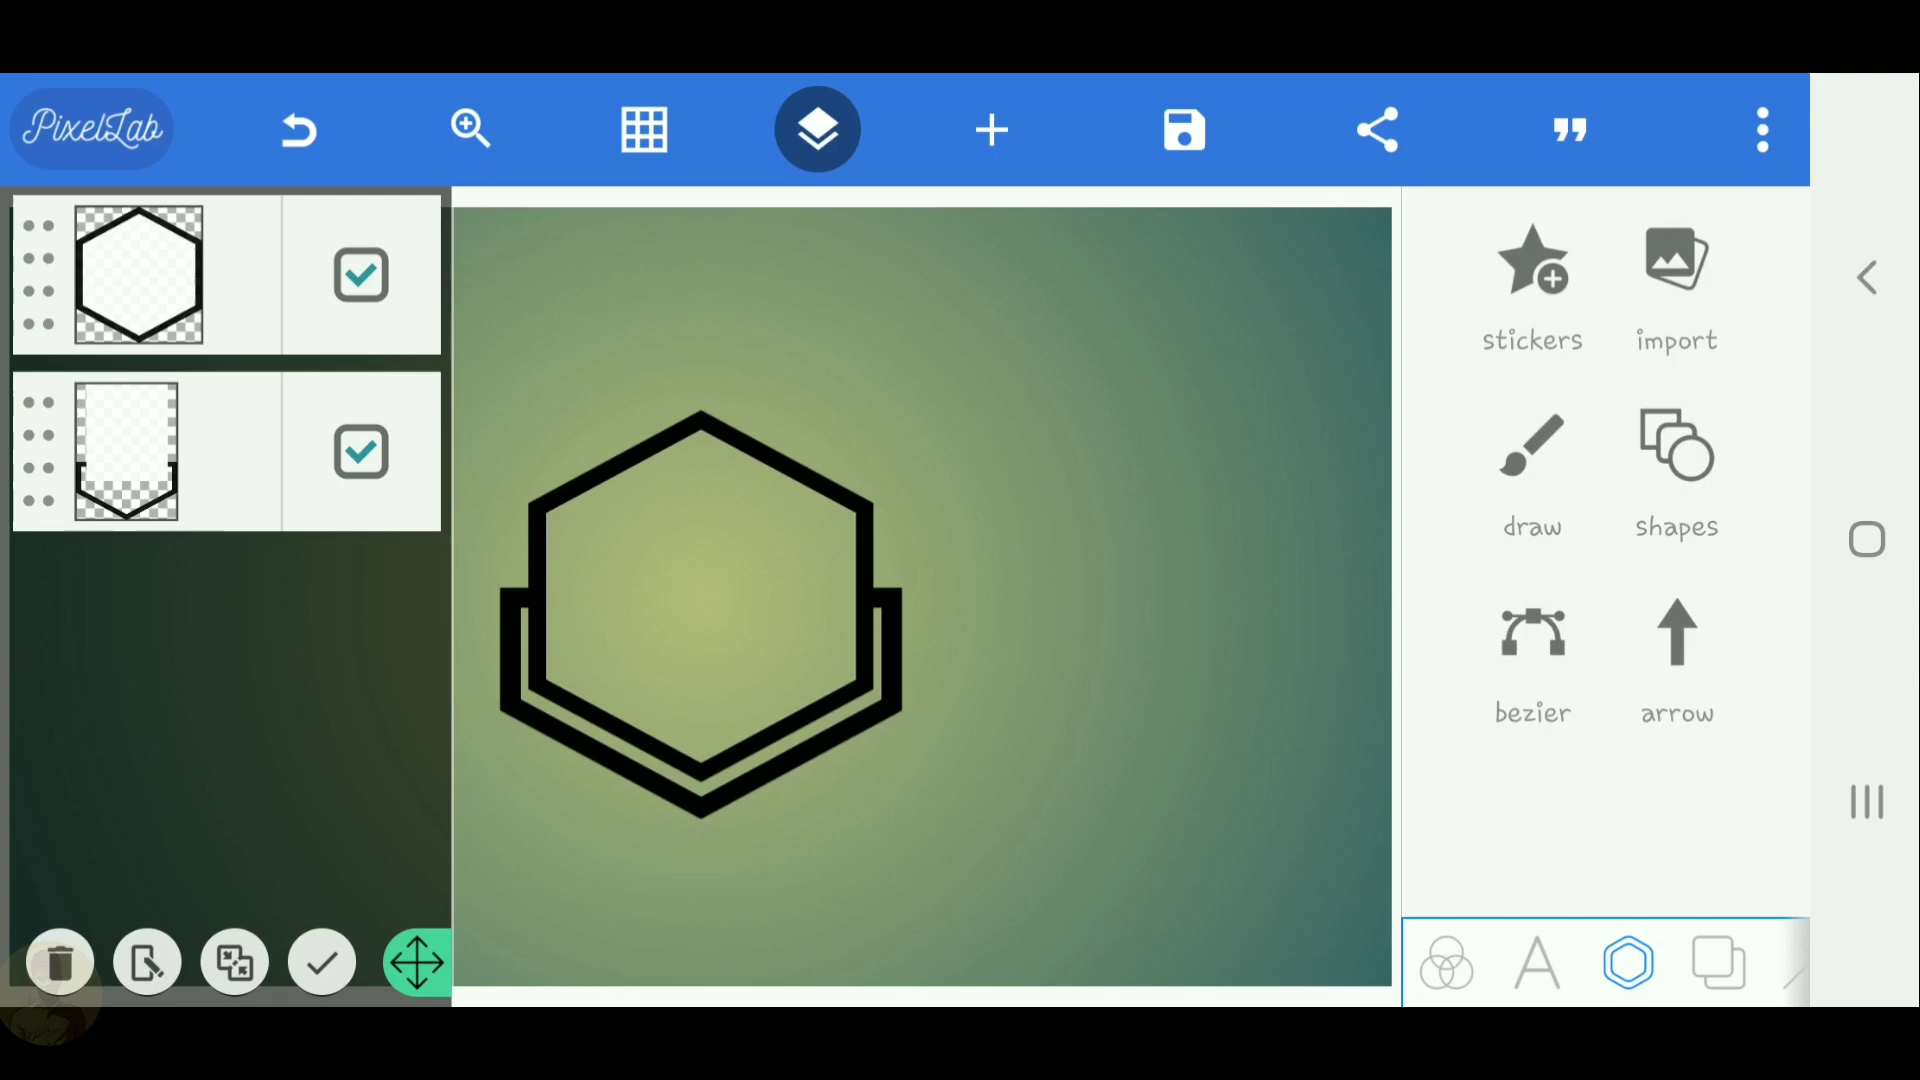 PixelLab
stickers
import
draw
shapes
bezier
arrow